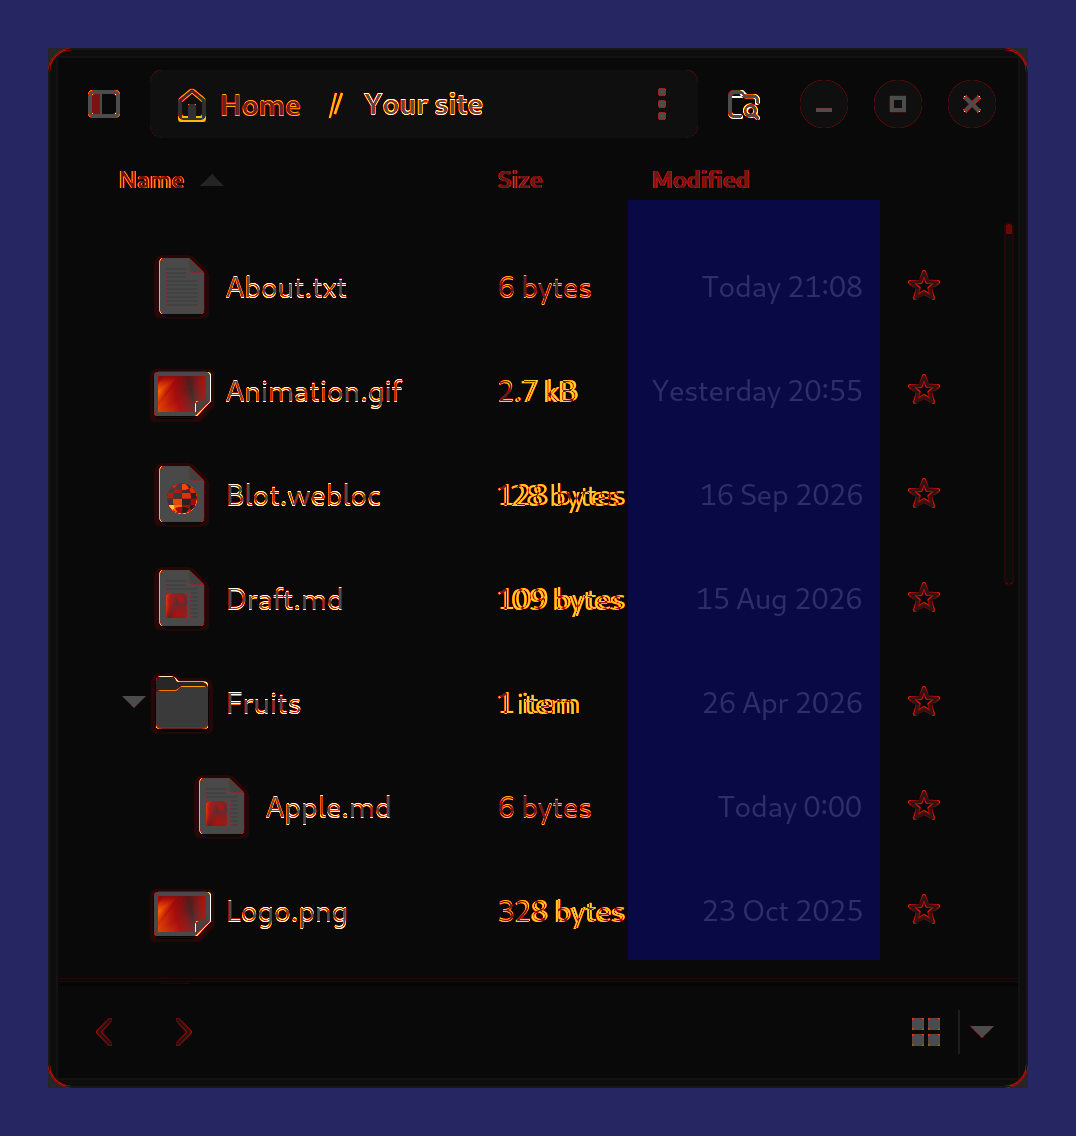 Home // Your site
Name Size Modified
About.txt 6 bytes Today 21:08
Animation.gif 2.7 kB Yesterday 20:55
Blot.webloc 128 bytes 16 Sep 2026
Draft.md 109 bytes 15 Aug 2026
Fruits 1 item 26 Apr 2026
Apple.md 6 bytes Today 0:00
Logo.png 328 bytes 23 Oct 2025